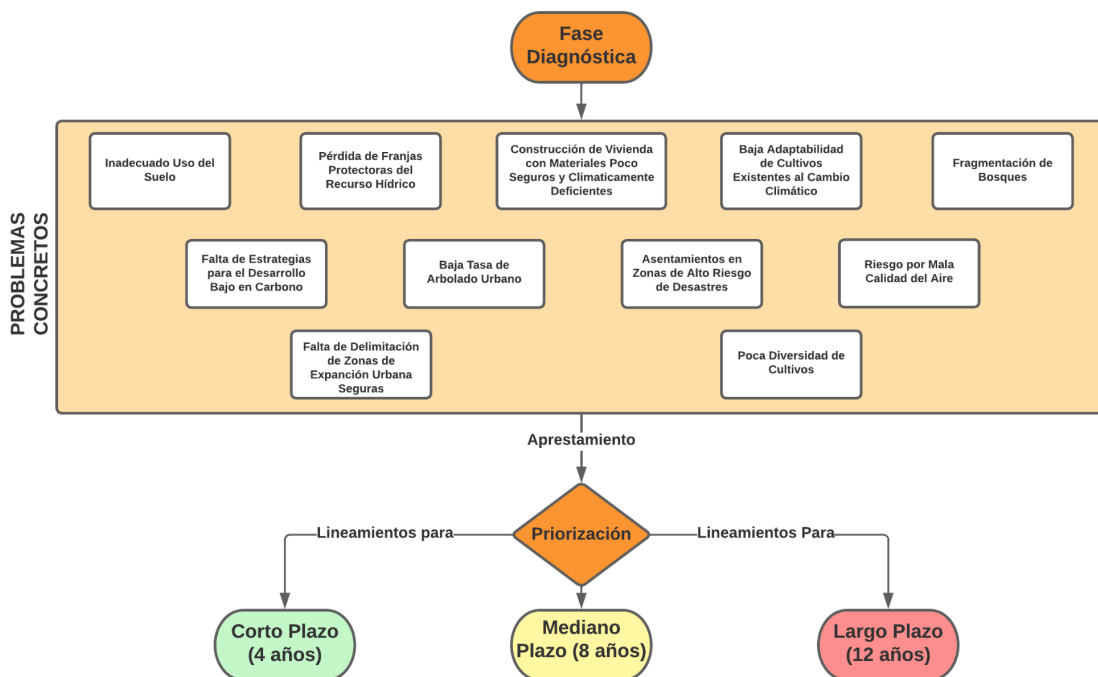 Fase
Diagnóstica
PROBLEMAS
CONCRETOS
Inadecuado Uso del
Suelo
Pérdida de Franjas
Protectoras del
Recurso Hídrico
Construcción de Vivienda
con Materiales Poco
Seguros y Climaticamente
Deficientes
Baja Adaptabilidad
de Cultivos
Existentes al Cambio
Climático
Fragmentación de
Bosques
Falta de Estrategias
para el Desarrollo
Bajo en Carbono
Baja Tasa de
Arbolado Urbano
Asentamientos en
Zonas de Alto Riesgo
de Desastres
Riesgo por Mala
Calidad del Aire
Falta de Delimitación
de Zonas de
Expanción Urbana
Seguras
Poca Diversidad de
Cultivos
Aprestamiento
Priorización
Lineamientos para
Lineamientos Para
Corto Plazo
(4 años)
Mediano
Plazo (8 años)
Largo Plazo
(12 años)